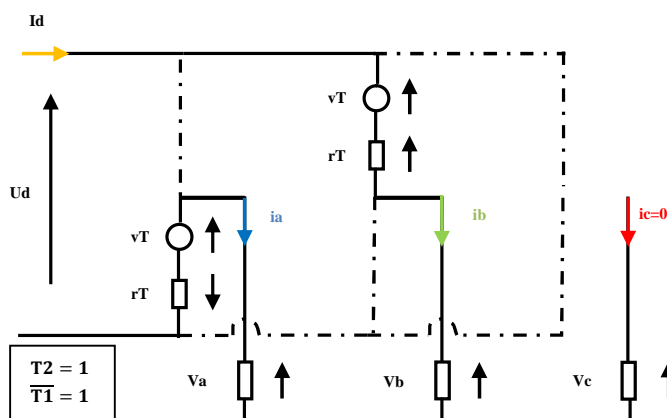 Id
vT
rT
Ud
ia
ib
ic=0
vT
rT
T2 = 1
T1̅ = 1
Va
Vb
Vc